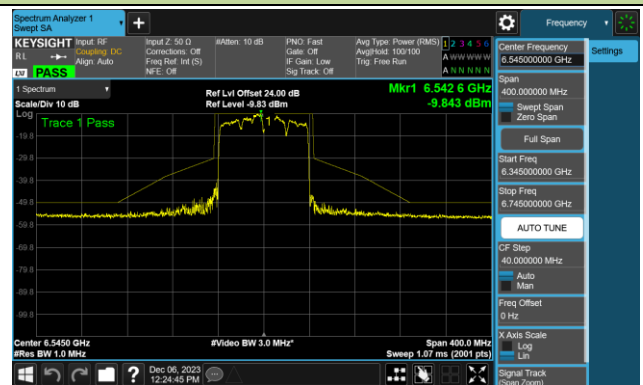 Spectrum Analyzer 1
Swept SA
Frequency
KEYSIGHT
Input: RF
Coupling: DC
Align: Auto
Input Z: 50 Ω
Corrections: Off
Freq Ref: Int (S)
NFE: Off
#Atten: 10 dB
PNO: Fast
Gate: Off
IF Gain: Low
Sig Track: Off
Avg Type: Power (RMS)
Avg|Hold: 100/100
Trig: Free Run
1 2 3 4 5 6
A W W W W W
A N N N N N
R L
LXI
PASS
1 Spectrum
Scale/Div 10 dB
Ref Lvl Offset 24.00 dB
Ref Level -9.83 dBm
Mkr1 6.542 6 GHz
-9.843 dBm
Log
Trace 1 Pass
1
-19.8
-29.8
-39.8
-49.8
-59.8
-69.8
-79.8
-89.8
-99.8
Center 6.5450 GHz
#Res BW 1.0 MHz
#Video BW 3.0 MHz*
Span 400.0 MHz
Sweep 1.07 ms (2001 pts)
Dec 06, 2023
12:24:45 PM
?
Center Frequency
6.545000000 GHz
Settings
Span
400.000000 MHz
Swept Span
Zero Span
Full Span
Start Freq
6.345000000 GHz
Stop Freq
6.745000000 GHz
AUTO TUNE
CF Step
40.000000 MHz
Auto
Man
Freq Offset
0 Hz
X Axis Scale
Log
Lin
Signal Track
(Span Zoom)